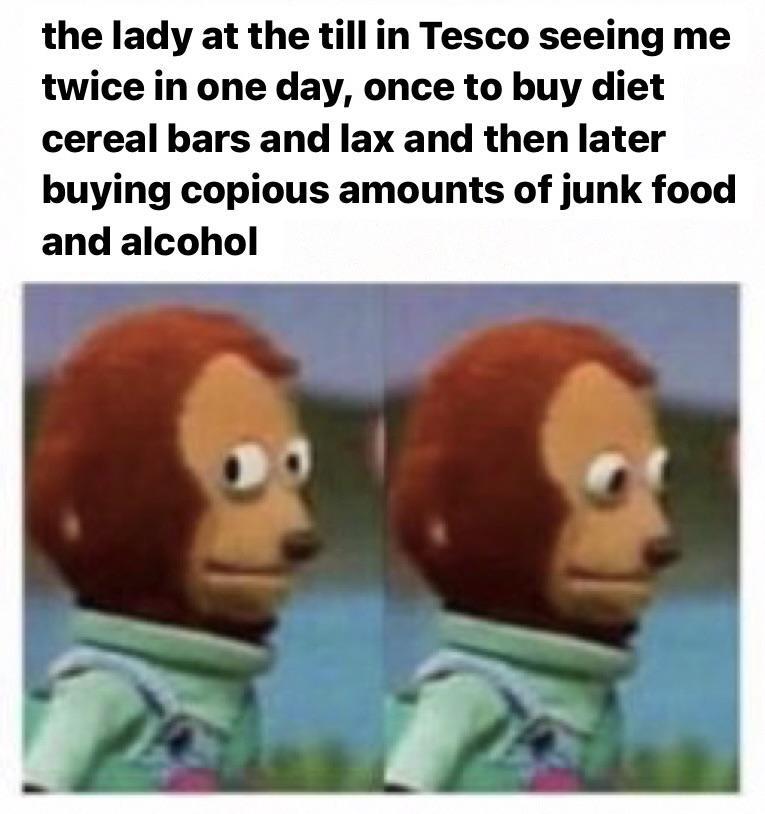 the lady at the till in Tesco seeing me
twice in one day, once to buy diet
cereal bars and lax and then later
buying copious amounts of junk food
and alcohol